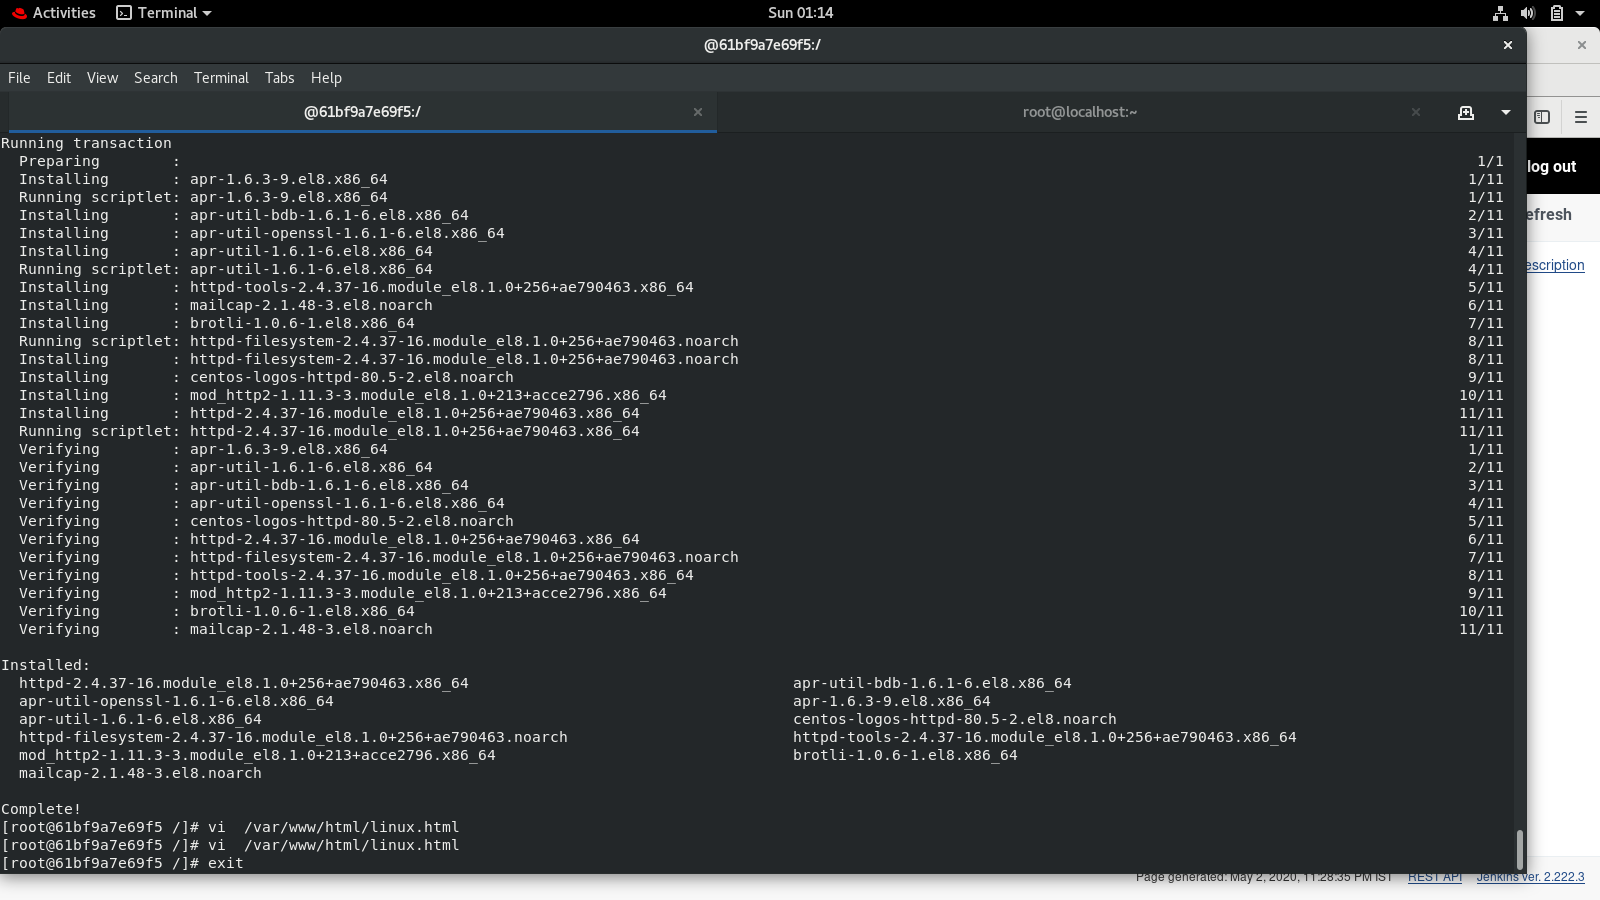 Activities Terminal Sun 01:14
@61bf9a7e69f5:/
File Edit View Search Terminal Tabs Help
@61bf9a7e69f5:/ root@localhost:~
Running transaction
Preparing : 1/1
Installing : apr-1.6.3-9.el8.x86_64 1/11
Running scriptlet: apr-1.6.3-9.el8.x86_64 1/11
Installing : apr-util-bdb-1.6.1-6.el8.x86_64 2/11
Installing : apr-util-openssl-1.6.1-6.el8.x86_64 3/11
Installing : apr-util-1.6.1-6.el8.x86_64 4/11
Running scriptlet: apr-util-1.6.1-6.el8.x86_64 4/11
Installing : httpd-tools-2.4.37-16.module_el8.1.0+256+ae790463.x86_64 5/11
Installing : mailcap-2.1.48-3.el8.noarch 6/11
Installing : brotli-1.0.6-1.el8.x86_64 7/11
Running scriptlet: httpd-filesystem-2.4.37-16.module_el8.1.0+256+ae790463.noarch 8/11
Installing : httpd-filesystem-2.4.37-16.module_el8.1.0+256+ae790463.noarch 8/11
Installing : centos-logos-httpd-80.5-2.el8.noarch 9/11
Installing : mod_http2-1.11.3-3.module_el8.1.0+213+acce2796.x86_64 10/11
Installing : httpd-2.4.37-16.module_el8.1.0+256+ae790463.x86_64 11/11
Running scriptlet: httpd-2.4.37-16.module_el8.1.0+256+ae790463.x86_64 11/11
Verifying : apr-1.6.3-9.el8.x86_64 1/11
Verifying : apr-util-1.6.1-6.el8.x86_64 2/11
Verifying : apr-util-bdb-1.6.1-6.el8.x86_64 3/11
Verifying : apr-util-openssl-1.6.1-6.el8.x86_64 4/11
Verifying : centos-logos-httpd-80.5-2.el8.noarch 5/11
Verifying : httpd-2.4.37-16.module_el8.1.0+256+ae790463.x86_64 6/11
Verifying : httpd-filesystem-2.4.37-16.module_el8.1.0+256+ae790463.noarch 7/11
Verifying : httpd-tools-2.4.37-16.module_el8.1.0+256+ae790463.x86_64 8/11
Verifying : mod_http2-1.11.3-3.module_el8.1.0+213+acce2796.x86_64 9/11
Verifying : brotli-1.0.6-1.el8.x86_64 10/11
Verifying : mailcap-2.1.48-3.el8.noarch 11/11
Installed:
httpd-2.4.37-16.module_el8.1.0+256+ae790463.x86_64 apr-util-bdb-1.6.1-6.el8.x86_64
apr-util-openssl-1.6.1-6.el8.x86_64 apr-1.6.3-9.el8.x86_64
apr-util-1.6.1-6.el8.x86_64 centos-logos-httpd-80.5-2.el8.noarch
httpd-filesystem-2.4.37-16.module_el8.1.0+256+ae790463.noarch httpd-tools-2.4.37-16.module_el8.1.0+256+ae790463.x86_64
mod_http2-1.11.3-3.module_el8.1.0+213+acce2796.x86_64 brotli-1.0.6-1.el8.x86_64
mailcap-2.1.48-3.el8.noarch
Complete!
[root@61bf9a7e69f5 /]# vi  /var/www/html/linux.html
[root@61bf9a7e69f5 /]# vi  /var/www/html/linux.html
[root@61bf9a7e69f5 /]# exit
log out
efresh
escription
Page generated: May 2, 2020, 11:28:35 PM IST REST API Jenkins ver. 2.222.3